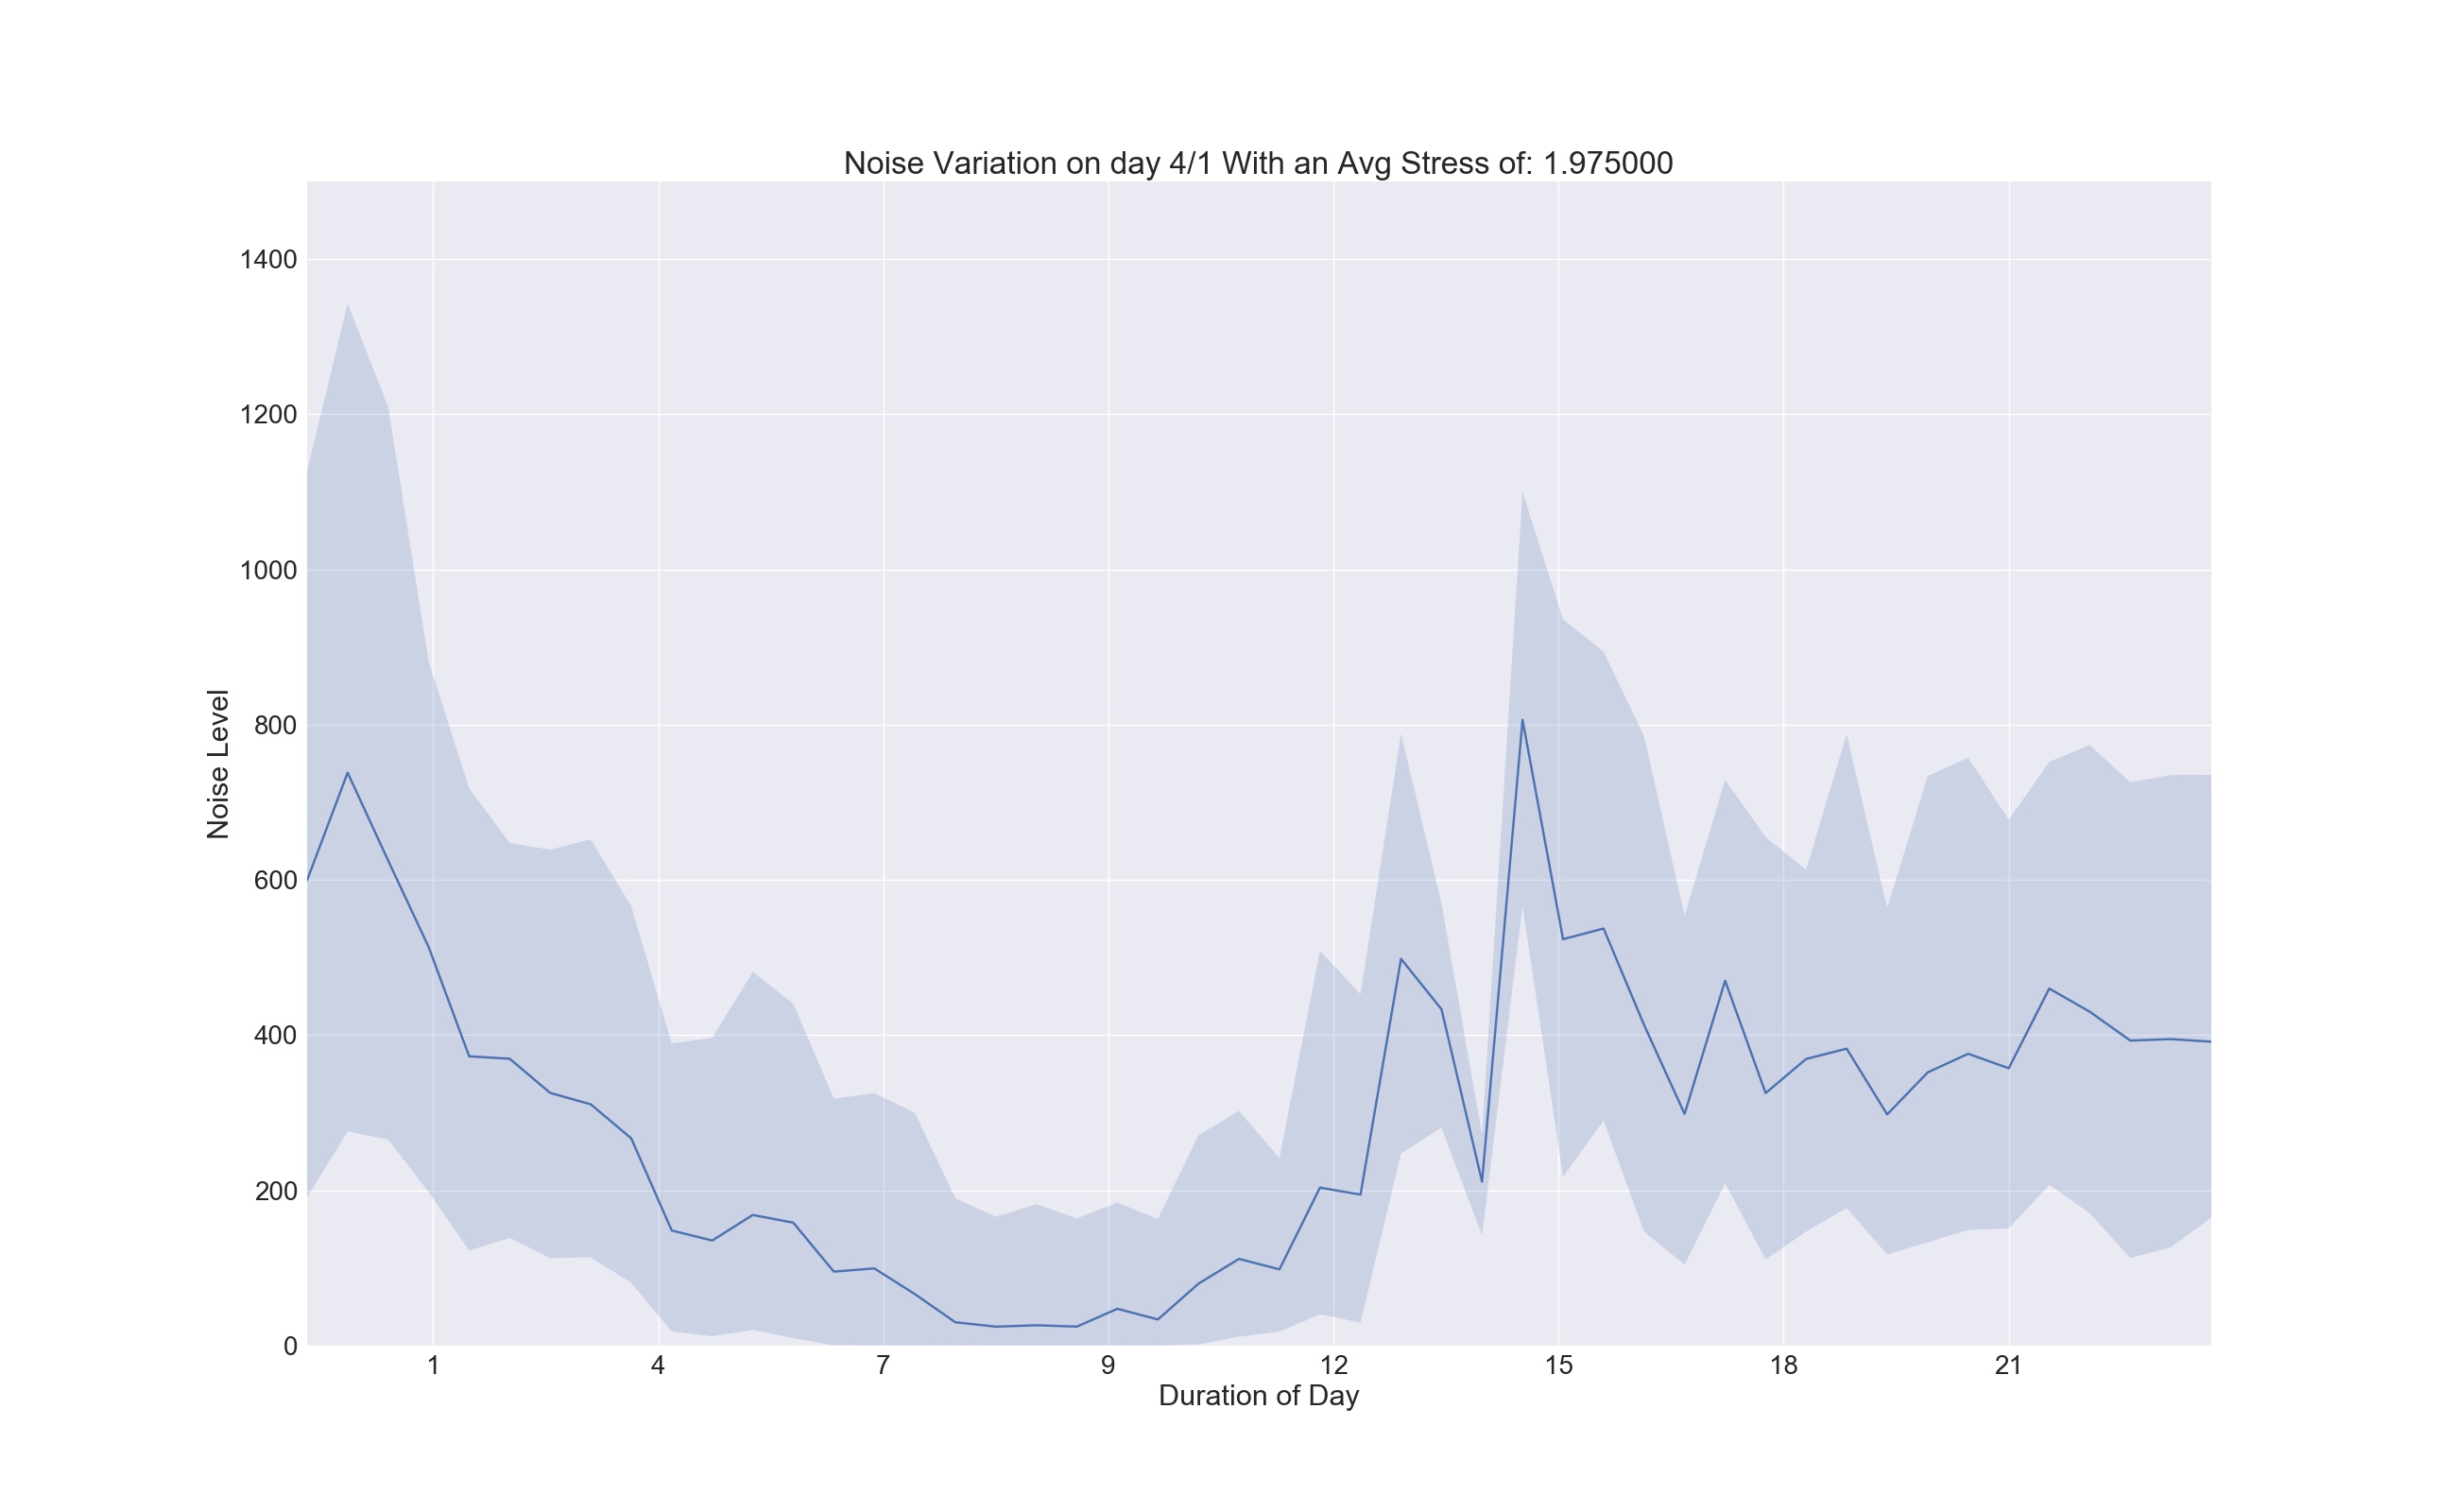 Noise Variation on day 4/1 With an Avg Stress of: 1.975000
1400
1200
1000
800
600
400
200
0
Noise Level
1 4 7 9 12 15 18 21
Duration of Day